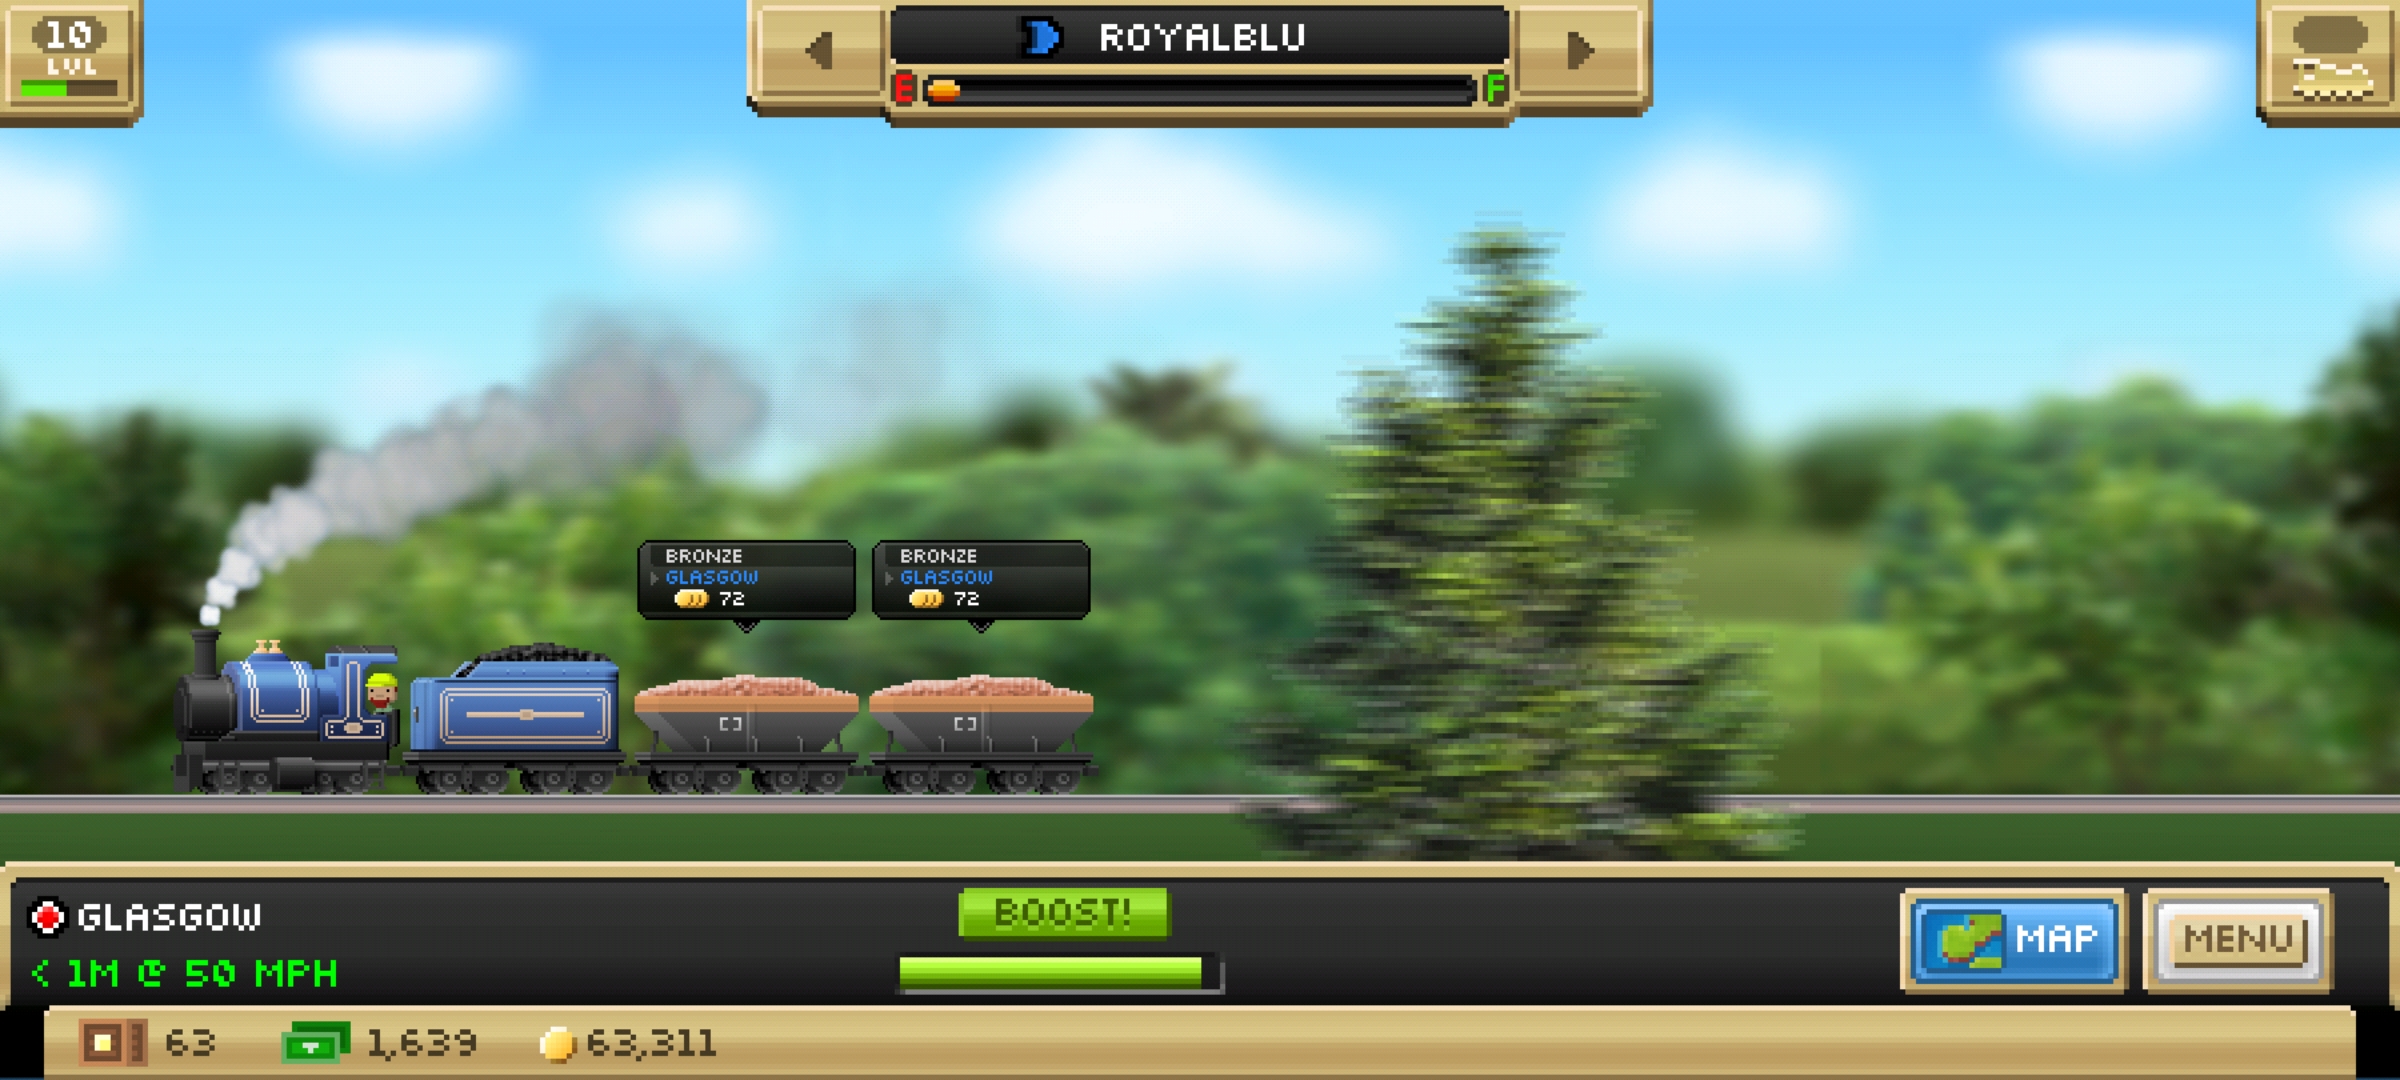 10
LVL
ROYALBLU
E F
BRONZE
GLASGOW
72
BRONZE
GLASGOW
72
GLASGOW
< 1M @ 50 MPH
BOOST!
MAP
MENU
63
1,639
63,311